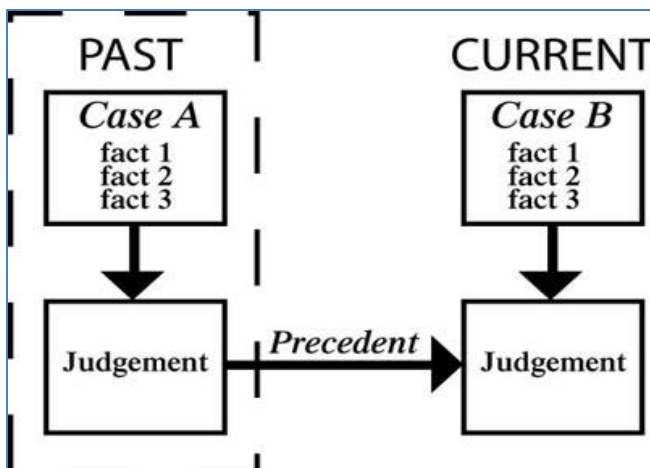 PAST
Case A
fact 1
fact 2
fact 3
Judgement
Precedent
CURRENT
Case B
fact 1
fact 2
fact 3
Judgement